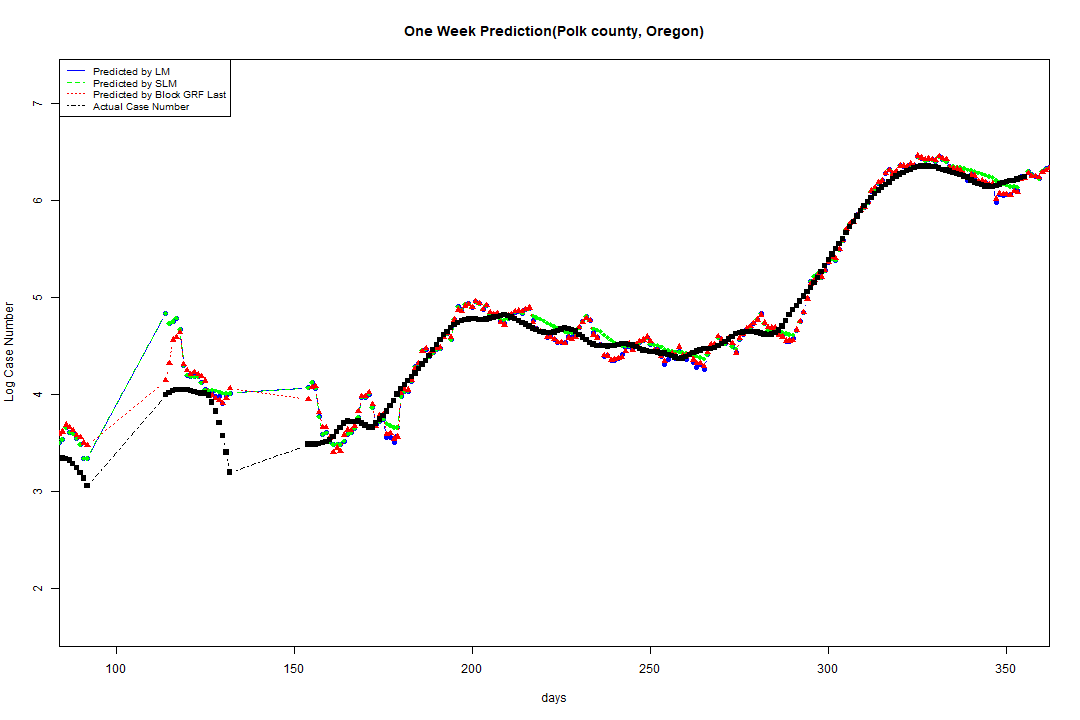 One Week Prediction(Polk county, Oregon)
Predicted by LM
Predicted by SLM
Predicted by Block GRF Last
Actual Case Number
Log Case Number
7
6
5
4
3
2
100 150 200 250 300 350
days